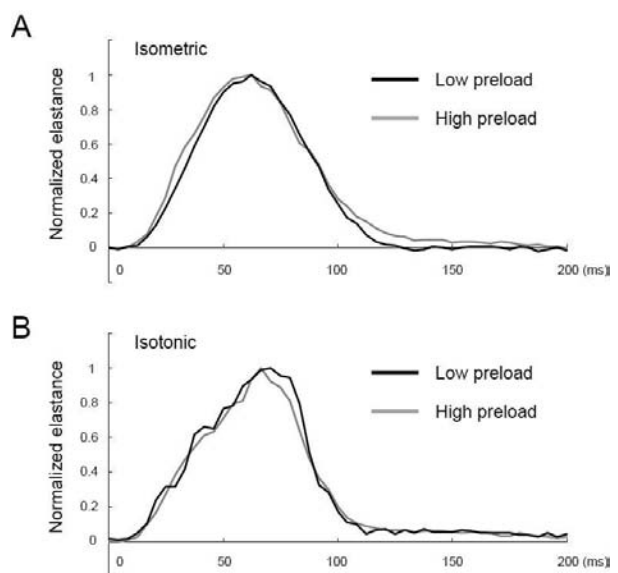 A
Isometric
Low preload
High preload
Normalized elastance
1
0.8
0.6
0.4
0.2
0
0 50 100 150 200 (ms)
B
Isotonic
Low preload
High preload
Normalized elastance
1
0.8
0.6
0.4
0.2
0
0 50 100 150 200 (ms)